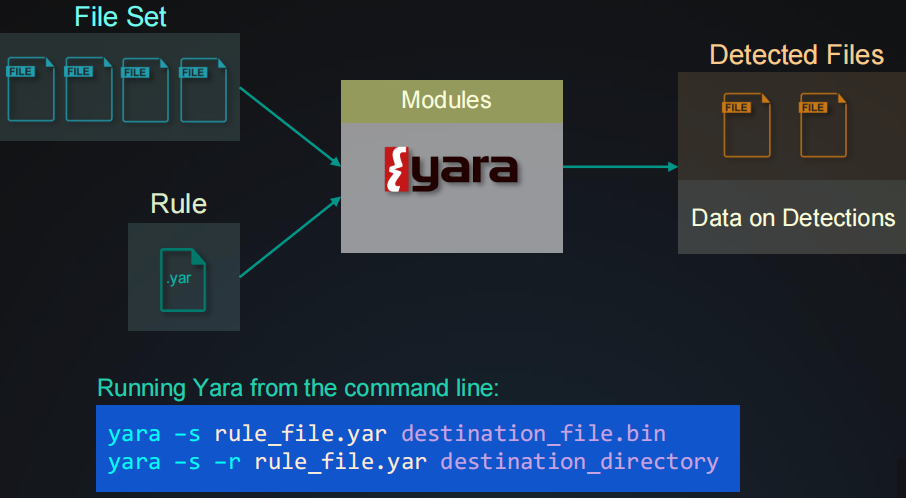 File Set
FILE FILE FILE FILE
Modules
yara
Detected Files
FILE FILE
Data on Detections
Rule
.yar
Running Yara from the command line:
yara –s rule_file.yar destination_file.bin
yara –s –r rule_file.yar destination_directory